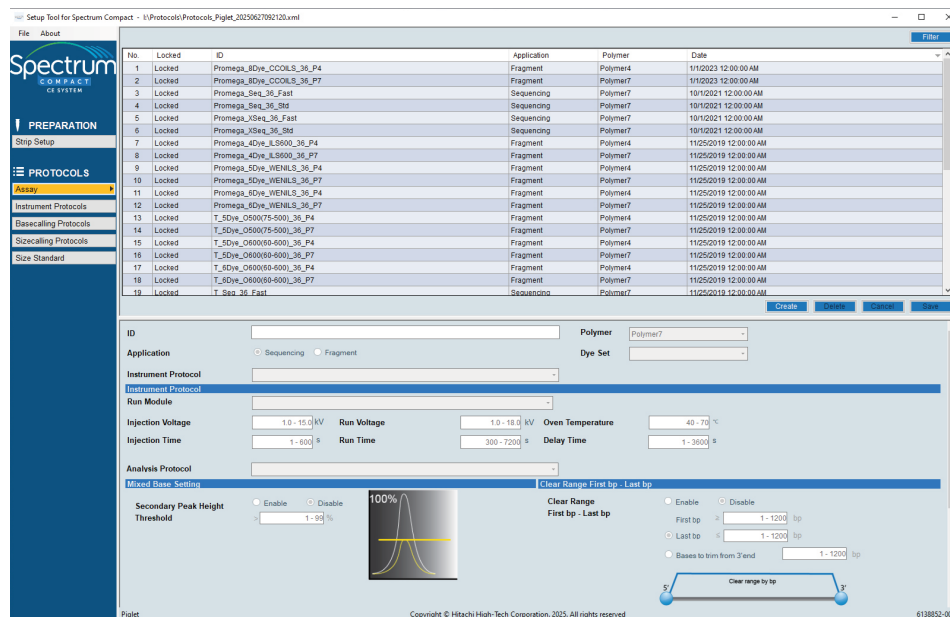 Setup Tool for Spectrum Compact - I:\Protocols\Protocols_Piglet_20250627092120.xml
File About
Filter
Spectrum
COMPACT
CE SYSTEM
PREPARATION
Strip Setup
PROTOCOLS
Assay
Instrument Protocols
Basecalling Protocols
Sizecalling Protocols
Size Standard
No. Locked ID Application Polymer Date
1 Locked Promega_8Dye_CCOILS_36_P4 Fragment Polymer4 1/1/2023 12:00:00 AM
2 Locked Promega_8Dye_CCOILS_36_P7 Fragment Polymer7 1/1/2023 12:00:00 AM
3 Locked Promega_Seq_36_Fast Sequencing Polymer7 10/1/2021 12:00:00 AM
4 Locked Promega_Seq_36_Std Sequencing Polymer7 10/1/2021 12:00:00 AM
5 Locked Promega_XSeq_36_Fast Sequencing Polymer7 10/1/2021 12:00:00 AM
6 Locked Promega_XSeq_36_Std Sequencing Polymer7 10/1/2021 12:00:00 AM
7 Locked Promega_4Dye_ILS600_36_P4 Fragment Polymer4 11/25/2019 12:00:00 AM
8 Locked Promega_4Dye_ILS600_36_P7 Fragment Polymer7 11/25/2019 12:00:00 AM
9 Locked Promega_5Dye_WENILS_36_P4 Fragment Polymer4 11/25/2019 12:00:00 AM
10 Locked Promega_5Dye_WENILS_36_P7 Fragment Polymer7 11/25/2019 12:00:00 AM
11 Locked Promega_6Dye_WENILS_36_P4 Fragment Polymer4 11/25/2019 12:00:00 AM
12 Locked Promega_6Dye_WENILS_36_P7 Fragment Polymer7 11/25/2019 12:00:00 AM
13 Locked T_5Dye_O500(75-500)_36_P4 Fragment Polymer4 11/25/2019 12:00:00 AM
14 Locked T_5Dye_O500(75-500)_36_P7 Fragment Polymer7 11/25/2019 12:00:00 AM
15 Locked T_5Dye_O600(60-600)_36_P4 Fragment Polymer4 11/25/2019 12:00:00 AM
16 Locked T_5Dye_O600(60-600)_36_P7 Fragment Polymer7 11/25/2019 12:00:00 AM
17 Locked T_6Dye_O600(60-600)_36_P4 Fragment Polymer4 11/25/2019 12:00:00 AM
18 Locked T_6Dye_O600(60-600)_36_P7 Fragment Polymer7 11/25/2019 12:00:00 AM
19 Locked T_Seq_36_Fast Sequencing Polymer7 11/25/2019 12:00:00 AM
Create Delete Cancel Save
ID Polymer Polymer7
Application Sequencing Fragment Dye Set
Instrument Protocol
Instrument Protocol
Run Module
Injection Voltage 1.0 - 15.0 kV Run Voltage 1.0 - 18.0 kV Oven Temperature 40 - 70 ℃
Injection Time 1 - 600 s Run Time 300 - 7200 s Delay Time 1 - 3600 s
Analysis Protocol
Mixed Base Setting Clear Range First bp - Last bp
Secondary Peak Height Threshold Enable Disable
> 1 - 99 %
100%
Clear Range Enable Disable
First bp - Last bp
First bp ≥ 1 - 1200 bp
Last bp ≤ 1 - 1200 bp
Bases to trim from 3'end 1 - 1200 bp
Clear range by bp
5' 3'
Piglet Copyright © Hitachi High-Tech Corporation, 2025. All rights reserved 6138852-00